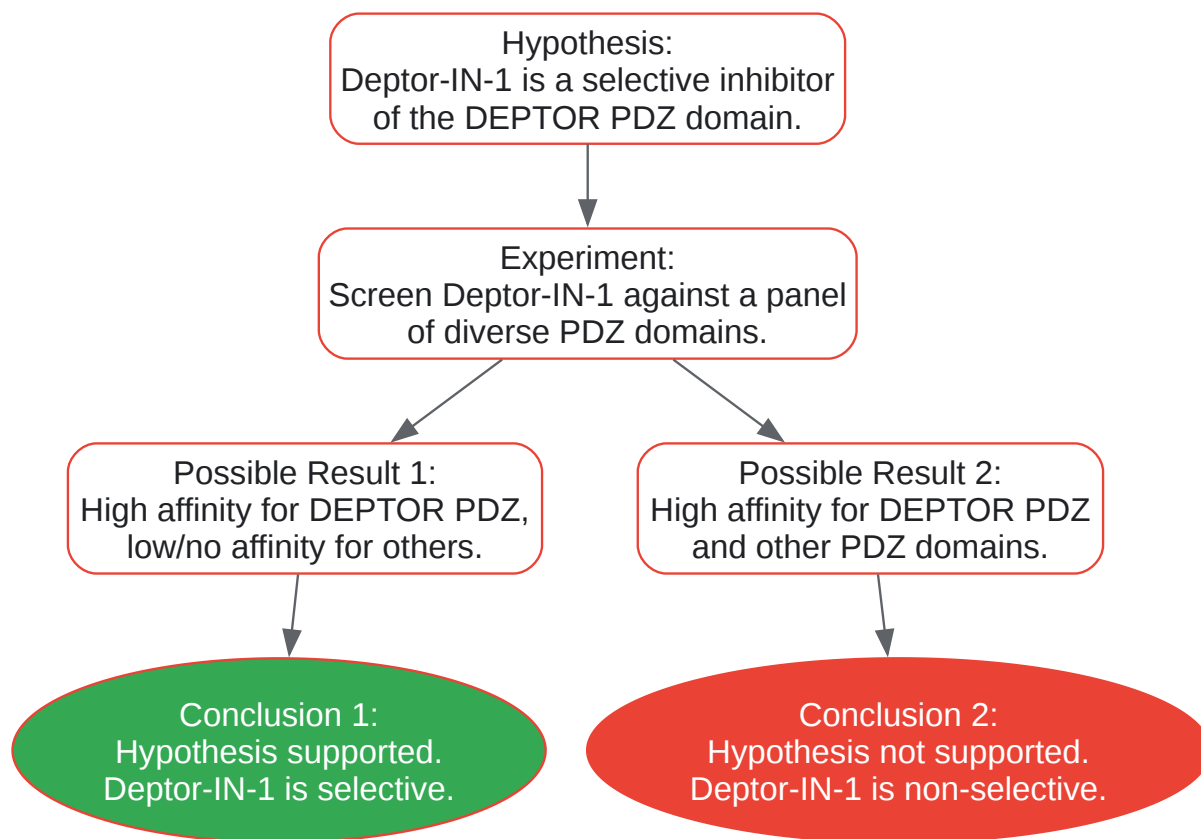 Hypothesis:
Deptor-IN-1 is a selective inhibitor
of the DEPTOR PDZ domain.
Experiment:
Screen Deptor-IN-1 against a panel
of diverse PDZ domains.
Possible Result 1:
High affinity for DEPTOR PDZ,
low/no affinity for others.
Possible Result 2:
High affinity for DEPTOR PDZ
and other PDZ domains.
Conclusion 1:
Hypothesis supported.
Deptor-IN-1 is selective.
Conclusion 2:
Hypothesis not supported.
Deptor-IN-1 is non-selective.